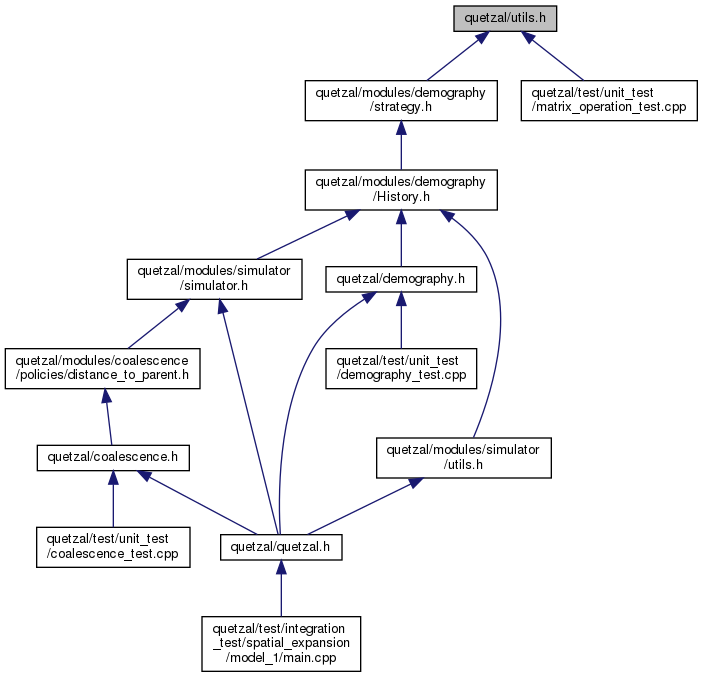 quetzal/utils.h
quetzal/modules/demography
/strategy.h
quetzal/test/unit_test
/matrix_operation_test.cpp
quetzal/modules/demography
/History.h
quetzal/modules/simulator
/simulator.h
quetzal/demography.h
quetzal/modules/coalescence
/policies/distance_to_parent.h
quetzal/test/unit_test
/demography_test.cpp
quetzal/coalescence.h
quetzal/modules/simulator
/utils.h
quetzal/test/unit_test
/coalescence_test.cpp
quetzal/quetzal.h
quetzal/test/integration
_test/spatial_expansion
/model_1/main.cpp